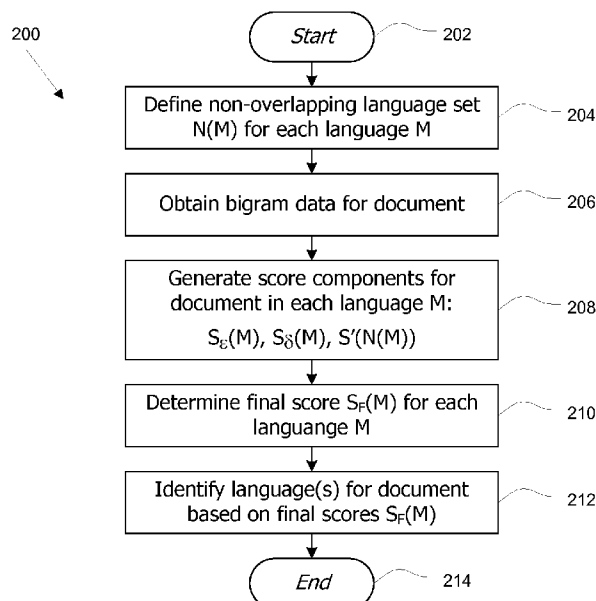 200
Start
202
Define non-overlapping language set
N(M) for each language M
204
Obtain bigram data for document
206
Generate score components for
document in each language M:
Sε(M), Sδ(M), S'(N(M))
208
Determine final score SF(M) for each
languange M
210
Identify language(s) for document
based on final scores SF(M)
212
End
214